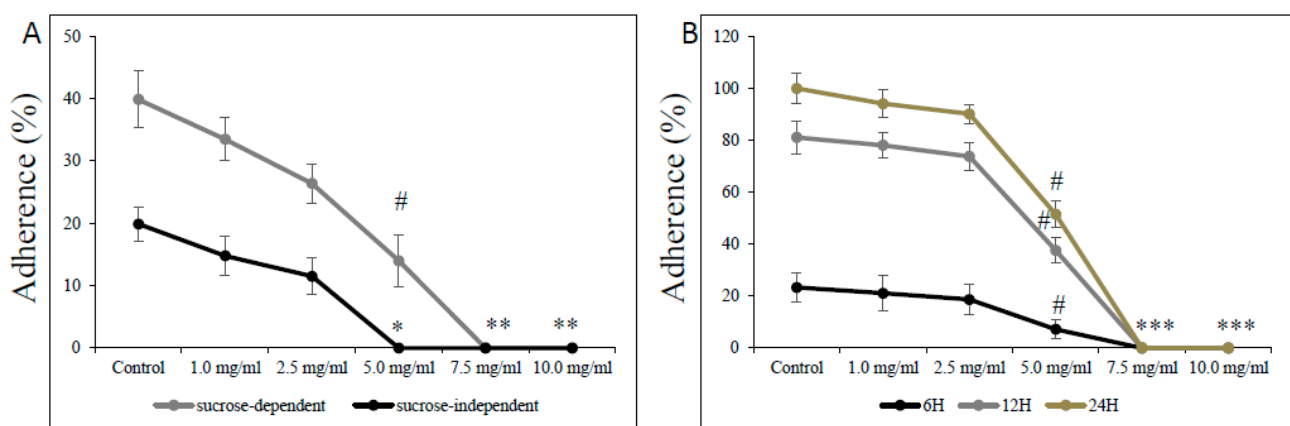 A
Adherence (%)
50
40
30
20
10
0
#
*
**
**
Control 1.0 mg/ml 2.5 mg/ml 5.0 mg/ml 7.5 mg/ml 10.0 mg/ml
sucrose-dependent sucrose-independent
B
Adherence (%)
120
100
80
60
40
20
0
#
#
#
***
***
Control 1.0 mg/ml 2.5 mg/ml 5.0 mg/ml 7.5 mg/ml 10.0 mg/ml
6H 12H 24H